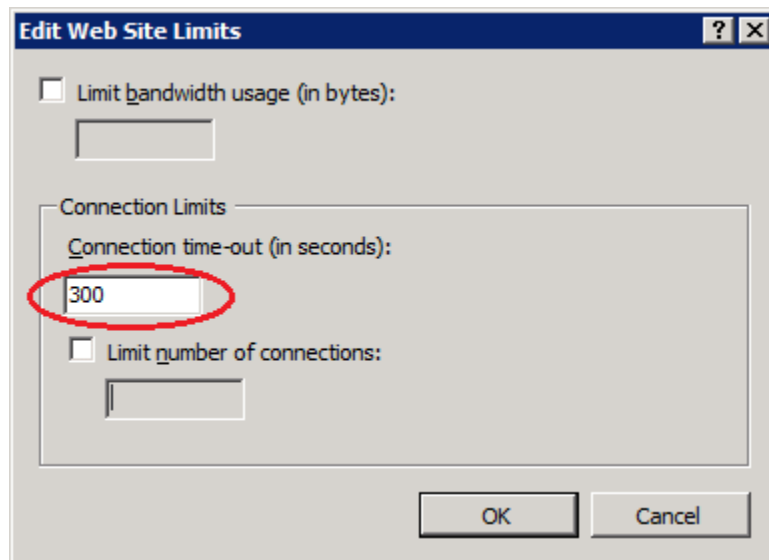 Edit Web Site Limits
Limit bandwidth usage (in bytes):
Connection Limits
Connection time-out (in seconds):
300
Limit number of connections:
OK Cancel